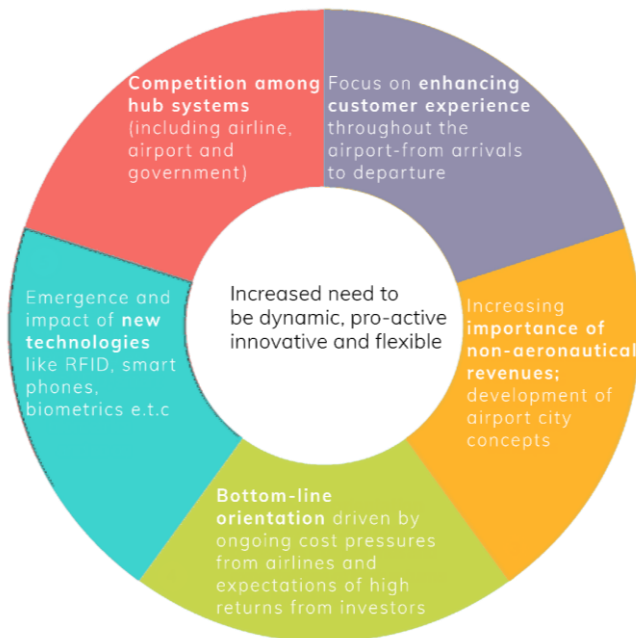 Competition among
hub systems
(including airline,
airport and
government)
Focus on enhancing
customer experience
throughout the
airport-from arrivals
to departure
Increasing
importance of
non-aeronautical
revenues;
development of
airport city
concepts
Bottom-line
orientation driven by
ongoing cost pressures
from airlines and
expectations of high
returns from investors
Emergence and
impact of new
technologies
like RFID, smart
phones,
biometrics e.t.c
Increased need to
be dynamic, pro-active
innovative and flexible